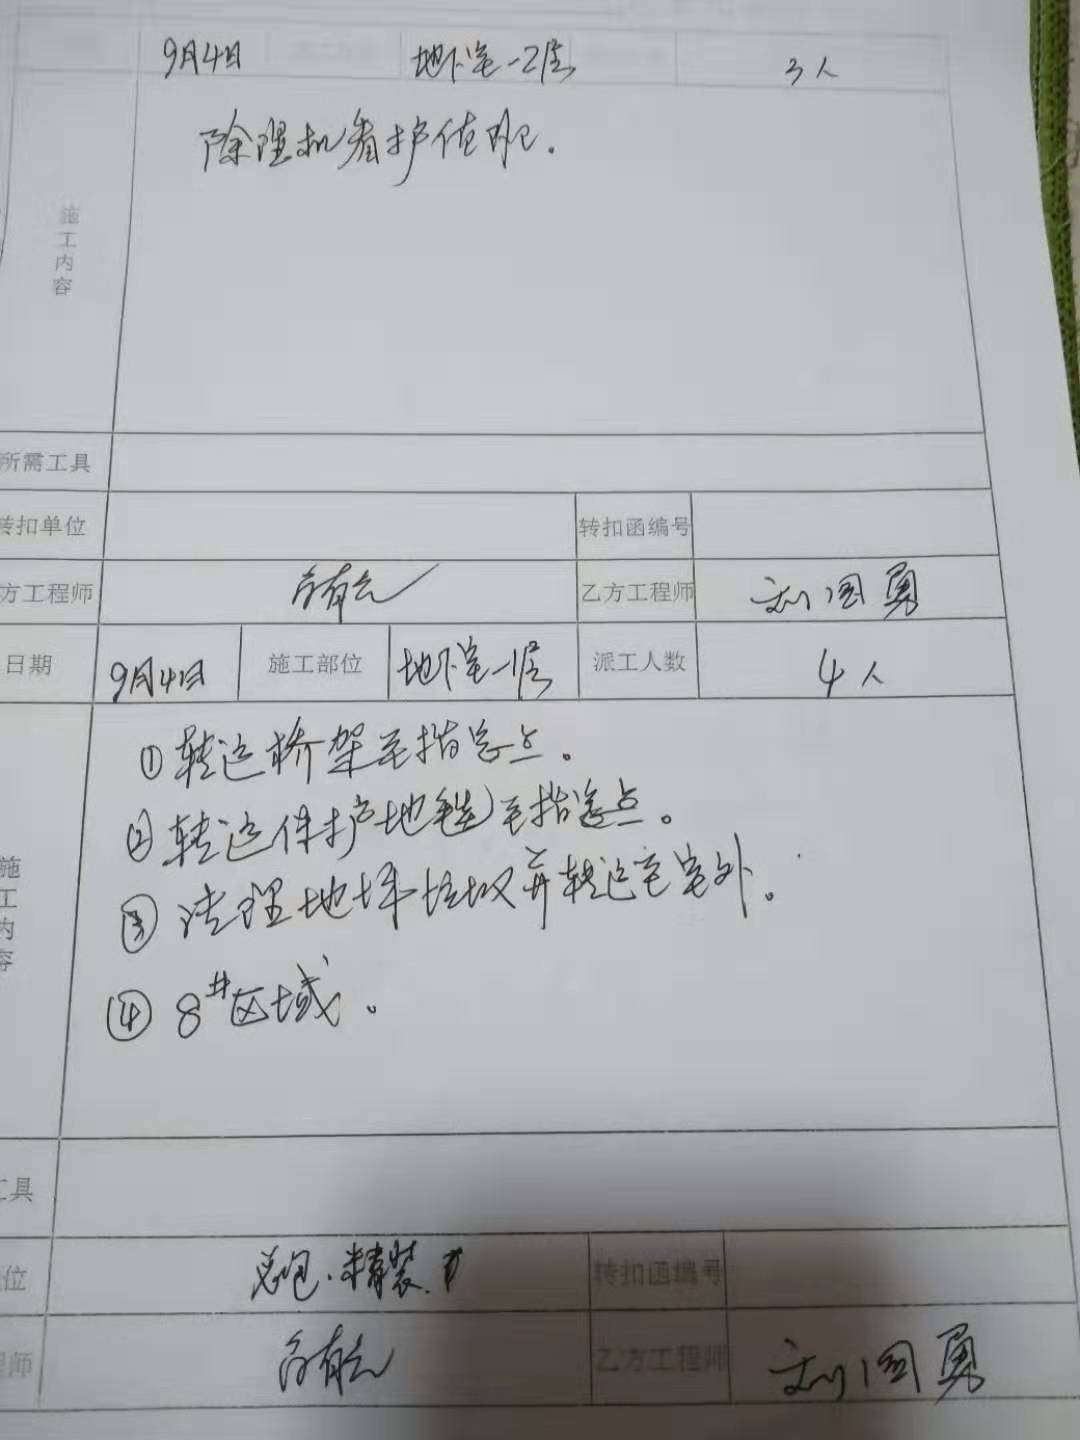 9月4日 地下室-2层 3人
施工内容
除湿机看护值班.
所需工具
转扣单位 转扣函编号
方工程师 乙方工程师 刘国勇
日期 9月4日 施工部位 地下室-1层 派工人数 4人
施工内容
①转运桥架至指定点。
②转运保护地毯至指定点。
③清理地坪垃圾并转运至室外。
④8#区域。
工具
位 总包.精装. 转扣函编号
程师 乙方工程师 刘国勇